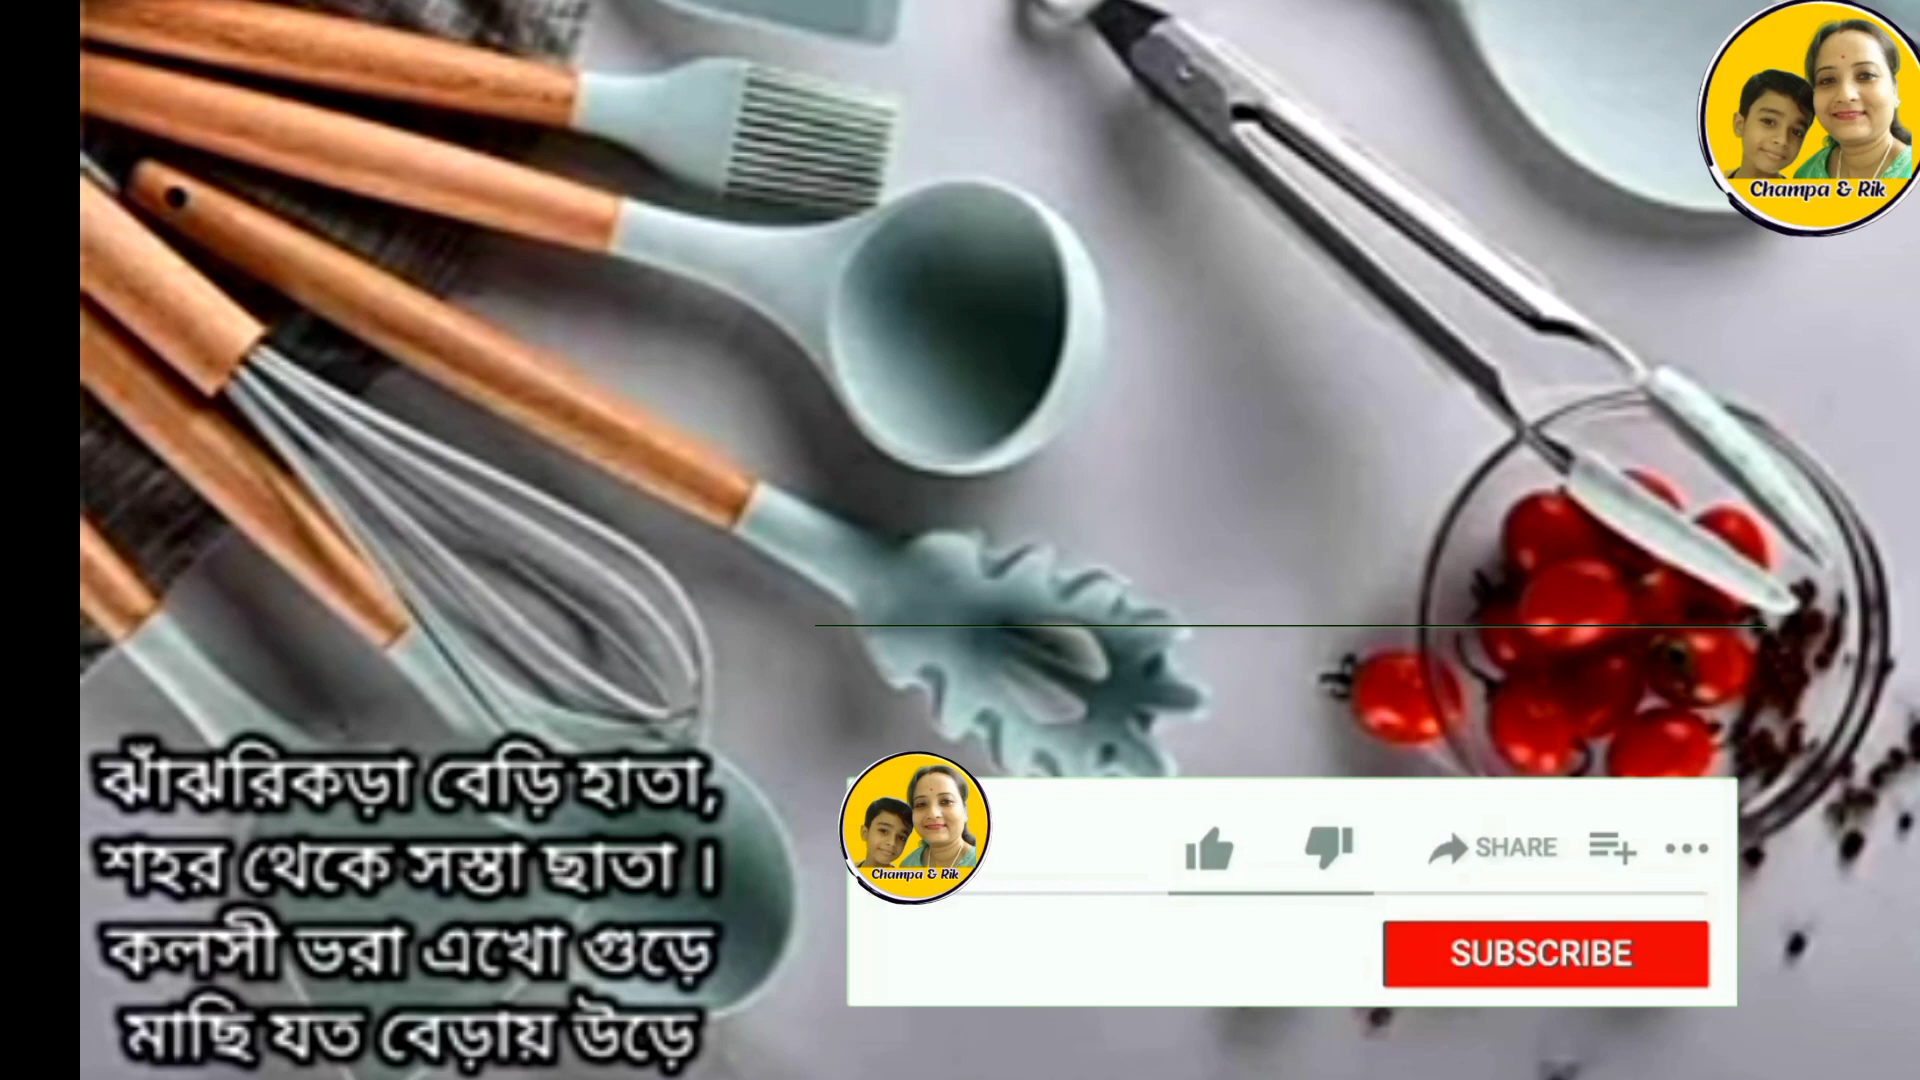 Champa & Rik
ঝাঁঝরিকড়া বেড়ি হাতা,
শহর থেকে সস্তা ছাতা ।
কলসী ভরা এখো গুড়ে
মাছি যত বেড়ায় উড়ে
Champa & Rik
SHARE
SUBSCRIBE